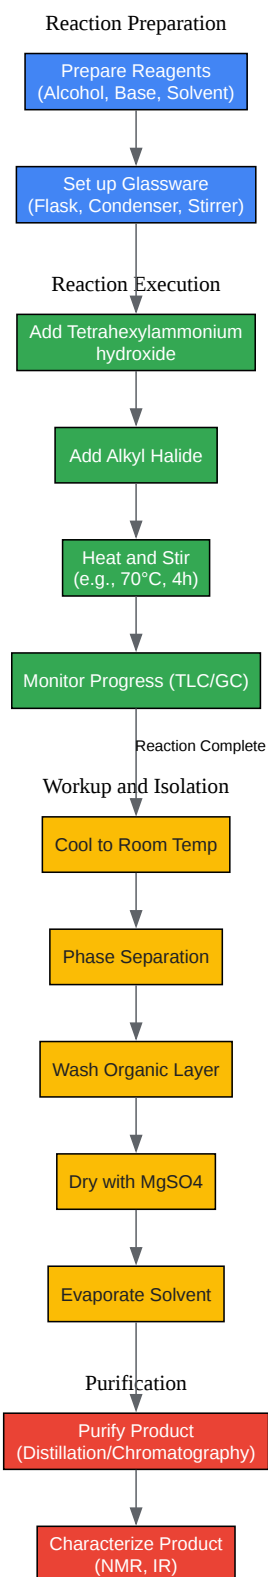 Reaction Preparation
Prepare Reagents
(Alcohol, Base, Solvent)
Set up Glassware
(Flask, Condenser, Stirrer)
Reaction Execution
Add Tetrahexylammonium
hydroxide
Add Alkyl Halide
Heat and Stir
(e.g., 70°C, 4h)
Monitor Progress (TLC/GC)
Reaction Complete
Workup and Isolation
Cool to Room Temp
Phase Separation
Wash Organic Layer
Dry with MgSO4
Evaporate Solvent
Purification
Purify Product
(Distillation/Chromatography)
Characterize Product
(NMR, IR)